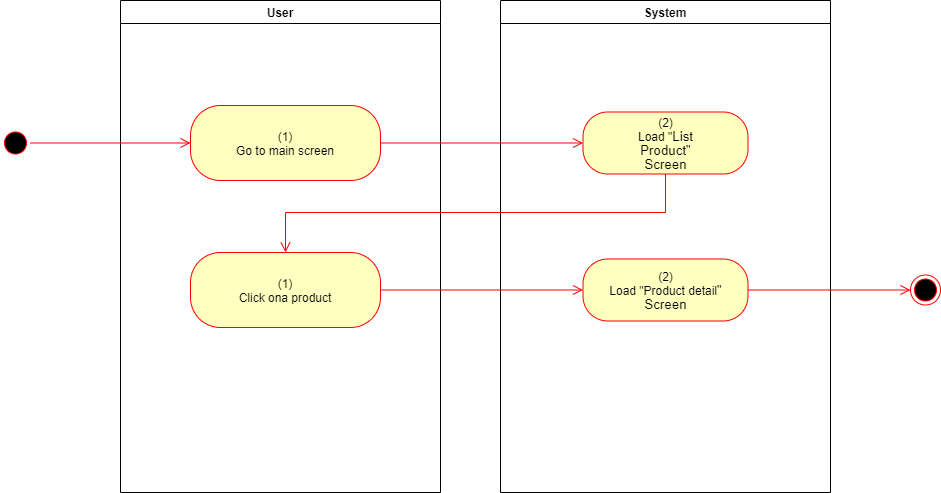 User
System
(1)
Go to main screen
(2)
Load "List
Product"
Screen
(1)
Click ona product
(2)
Load "Product detail"
Screen